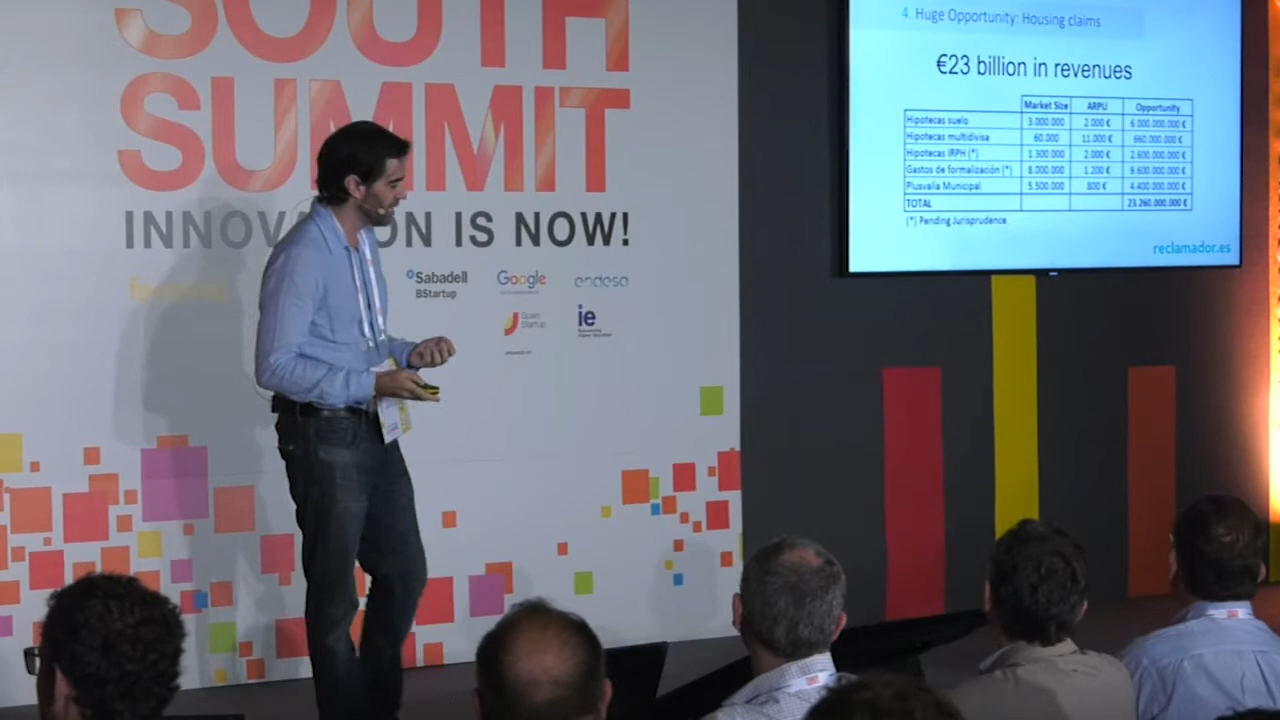 SOUTH
SUMMIT
INNOV ON IS NOW!
Sabadell
BStartup
Google
endesa
Spain
Startup
ie
4. Huge Opportunity: Housing claims
€23 billion in revenues
Market Size ARPU Opportunity
Hipotecas suelo 3.000.000 2.000 € 6.000.000.000 €
Hipotecas multidivisa 60.000 11.000 € 660.000.000 €
Hipotecas IRPH (*) 1.300.000 2.000 € 2.600.000.000 €
Gastos de formalización (*) 8.000.000 1.200 € 9.600.000.000 €
Plusvalía Municipal 5.500.000 800 € 4.400.000.000 €
TOTAL 23.260.000.000 €
(*) Pending Jurisprudence
reclamador.es